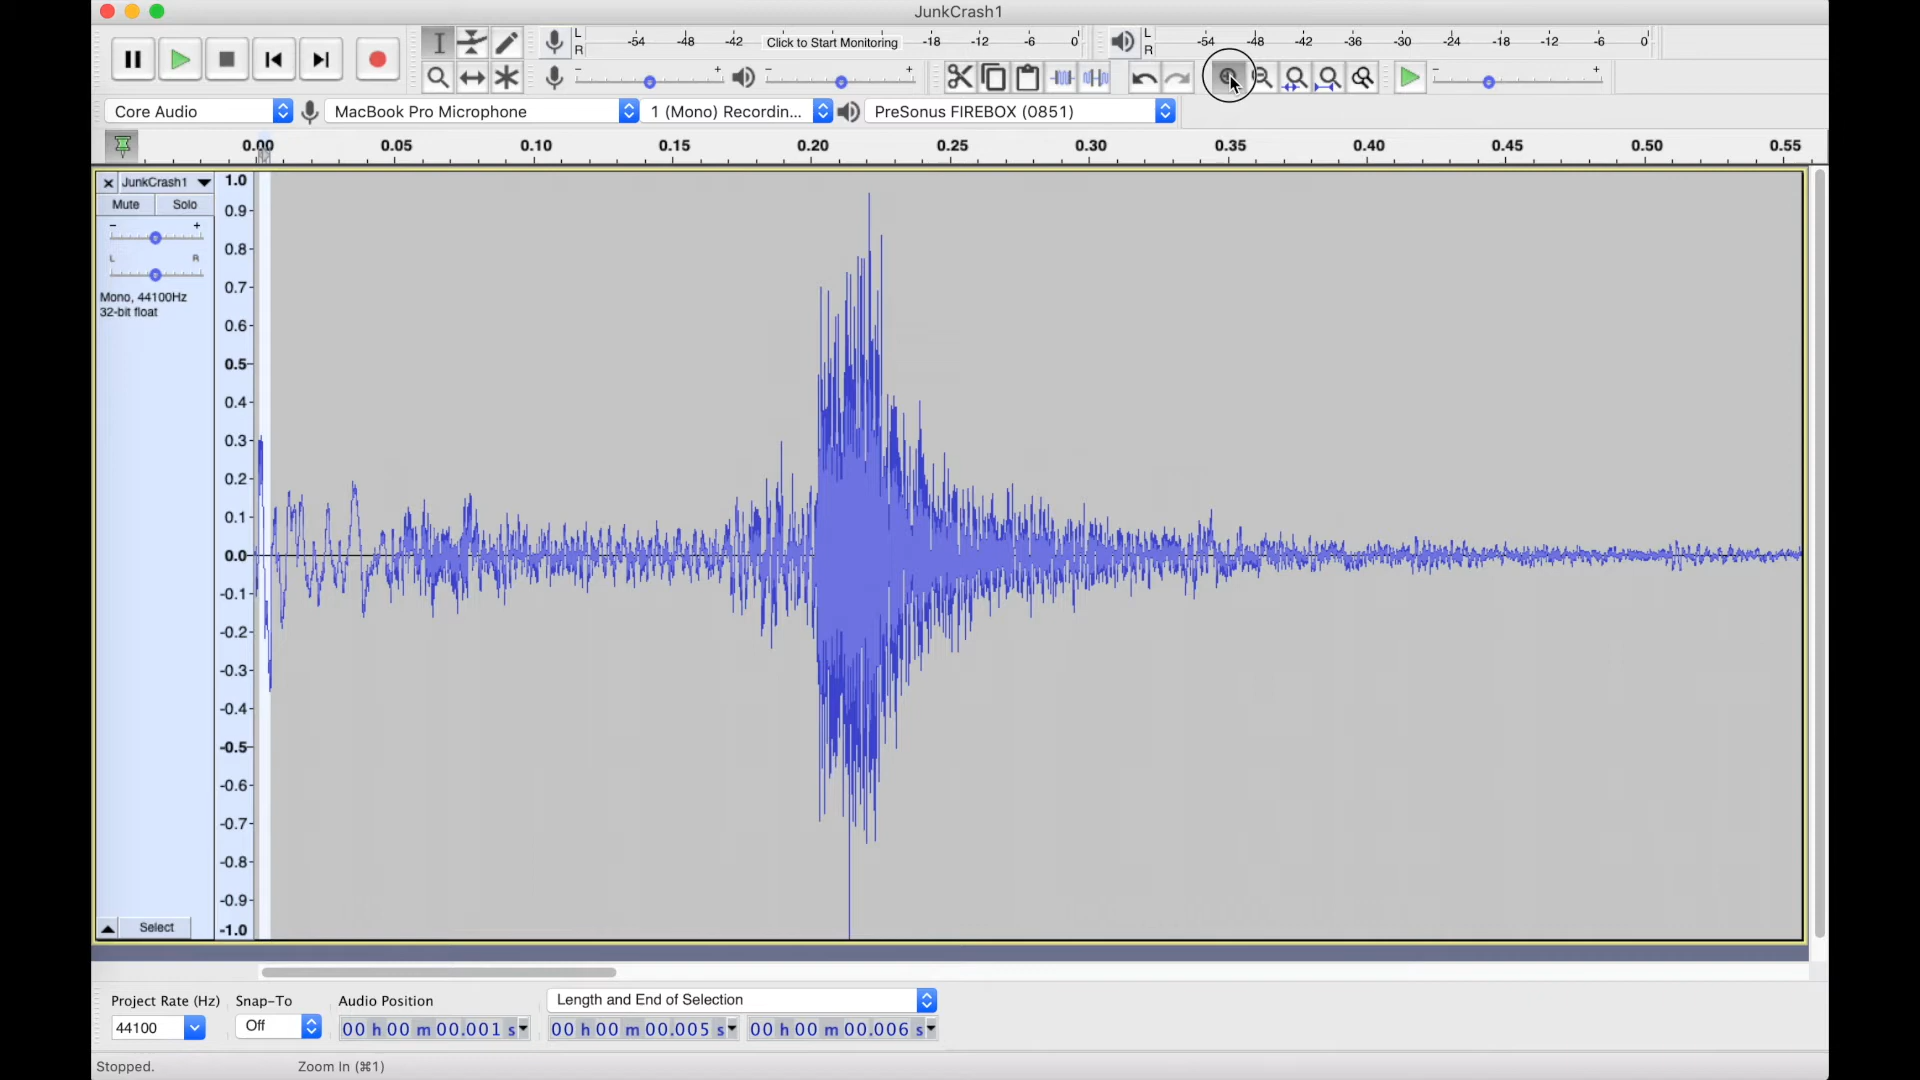 JunkCrash1
L
R
-54 -48 -42 Click to Start Monitoring -18 -12 -6 0
L
R
-54 -48 -42 -36 -30 -24 -18 -12 -6 0
- +
- +
- +
Core Audio
MacBook Pro Microphone
1 (Mono) Recordin...
PreSonus FIREBOX (0851)
0.00 0.05 0.10 0.15 0.20 0.25 0.30 0.35 0.40 0.45 0.50 0.55
JunkCrash1
Mute Solo
- +
L R
Mono, 44100Hz
32-bit float
Select
1.0
0.9
0.8
0.7
0.6
0.5
0.4
0.3
0.2
0.1
0.0
-0.1
-0.2
-0.3
-0.4
-0.5
-0.6
-0.7
-0.8
-0.9
-1.0
Project Rate (Hz) Snap-To Audio Position Length and End of Selection
44100 Off 00 h 00 m 00.001 s 00 h 00 m 00.005 s 00 h 00 m 00.006 s
Stopped. Zoom In (⌘1)